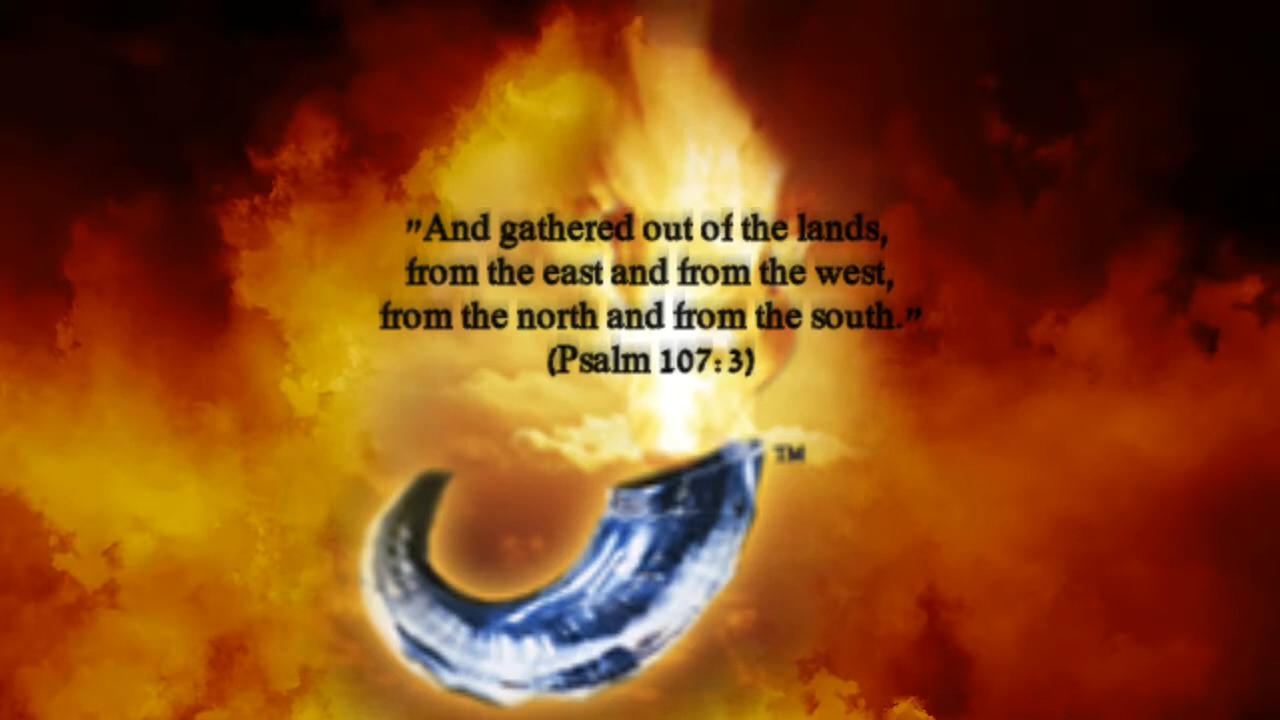 "And gathered out of the lands,
from the east and from the west,
from the north and from the south."
(Psalm 107:3)
TM